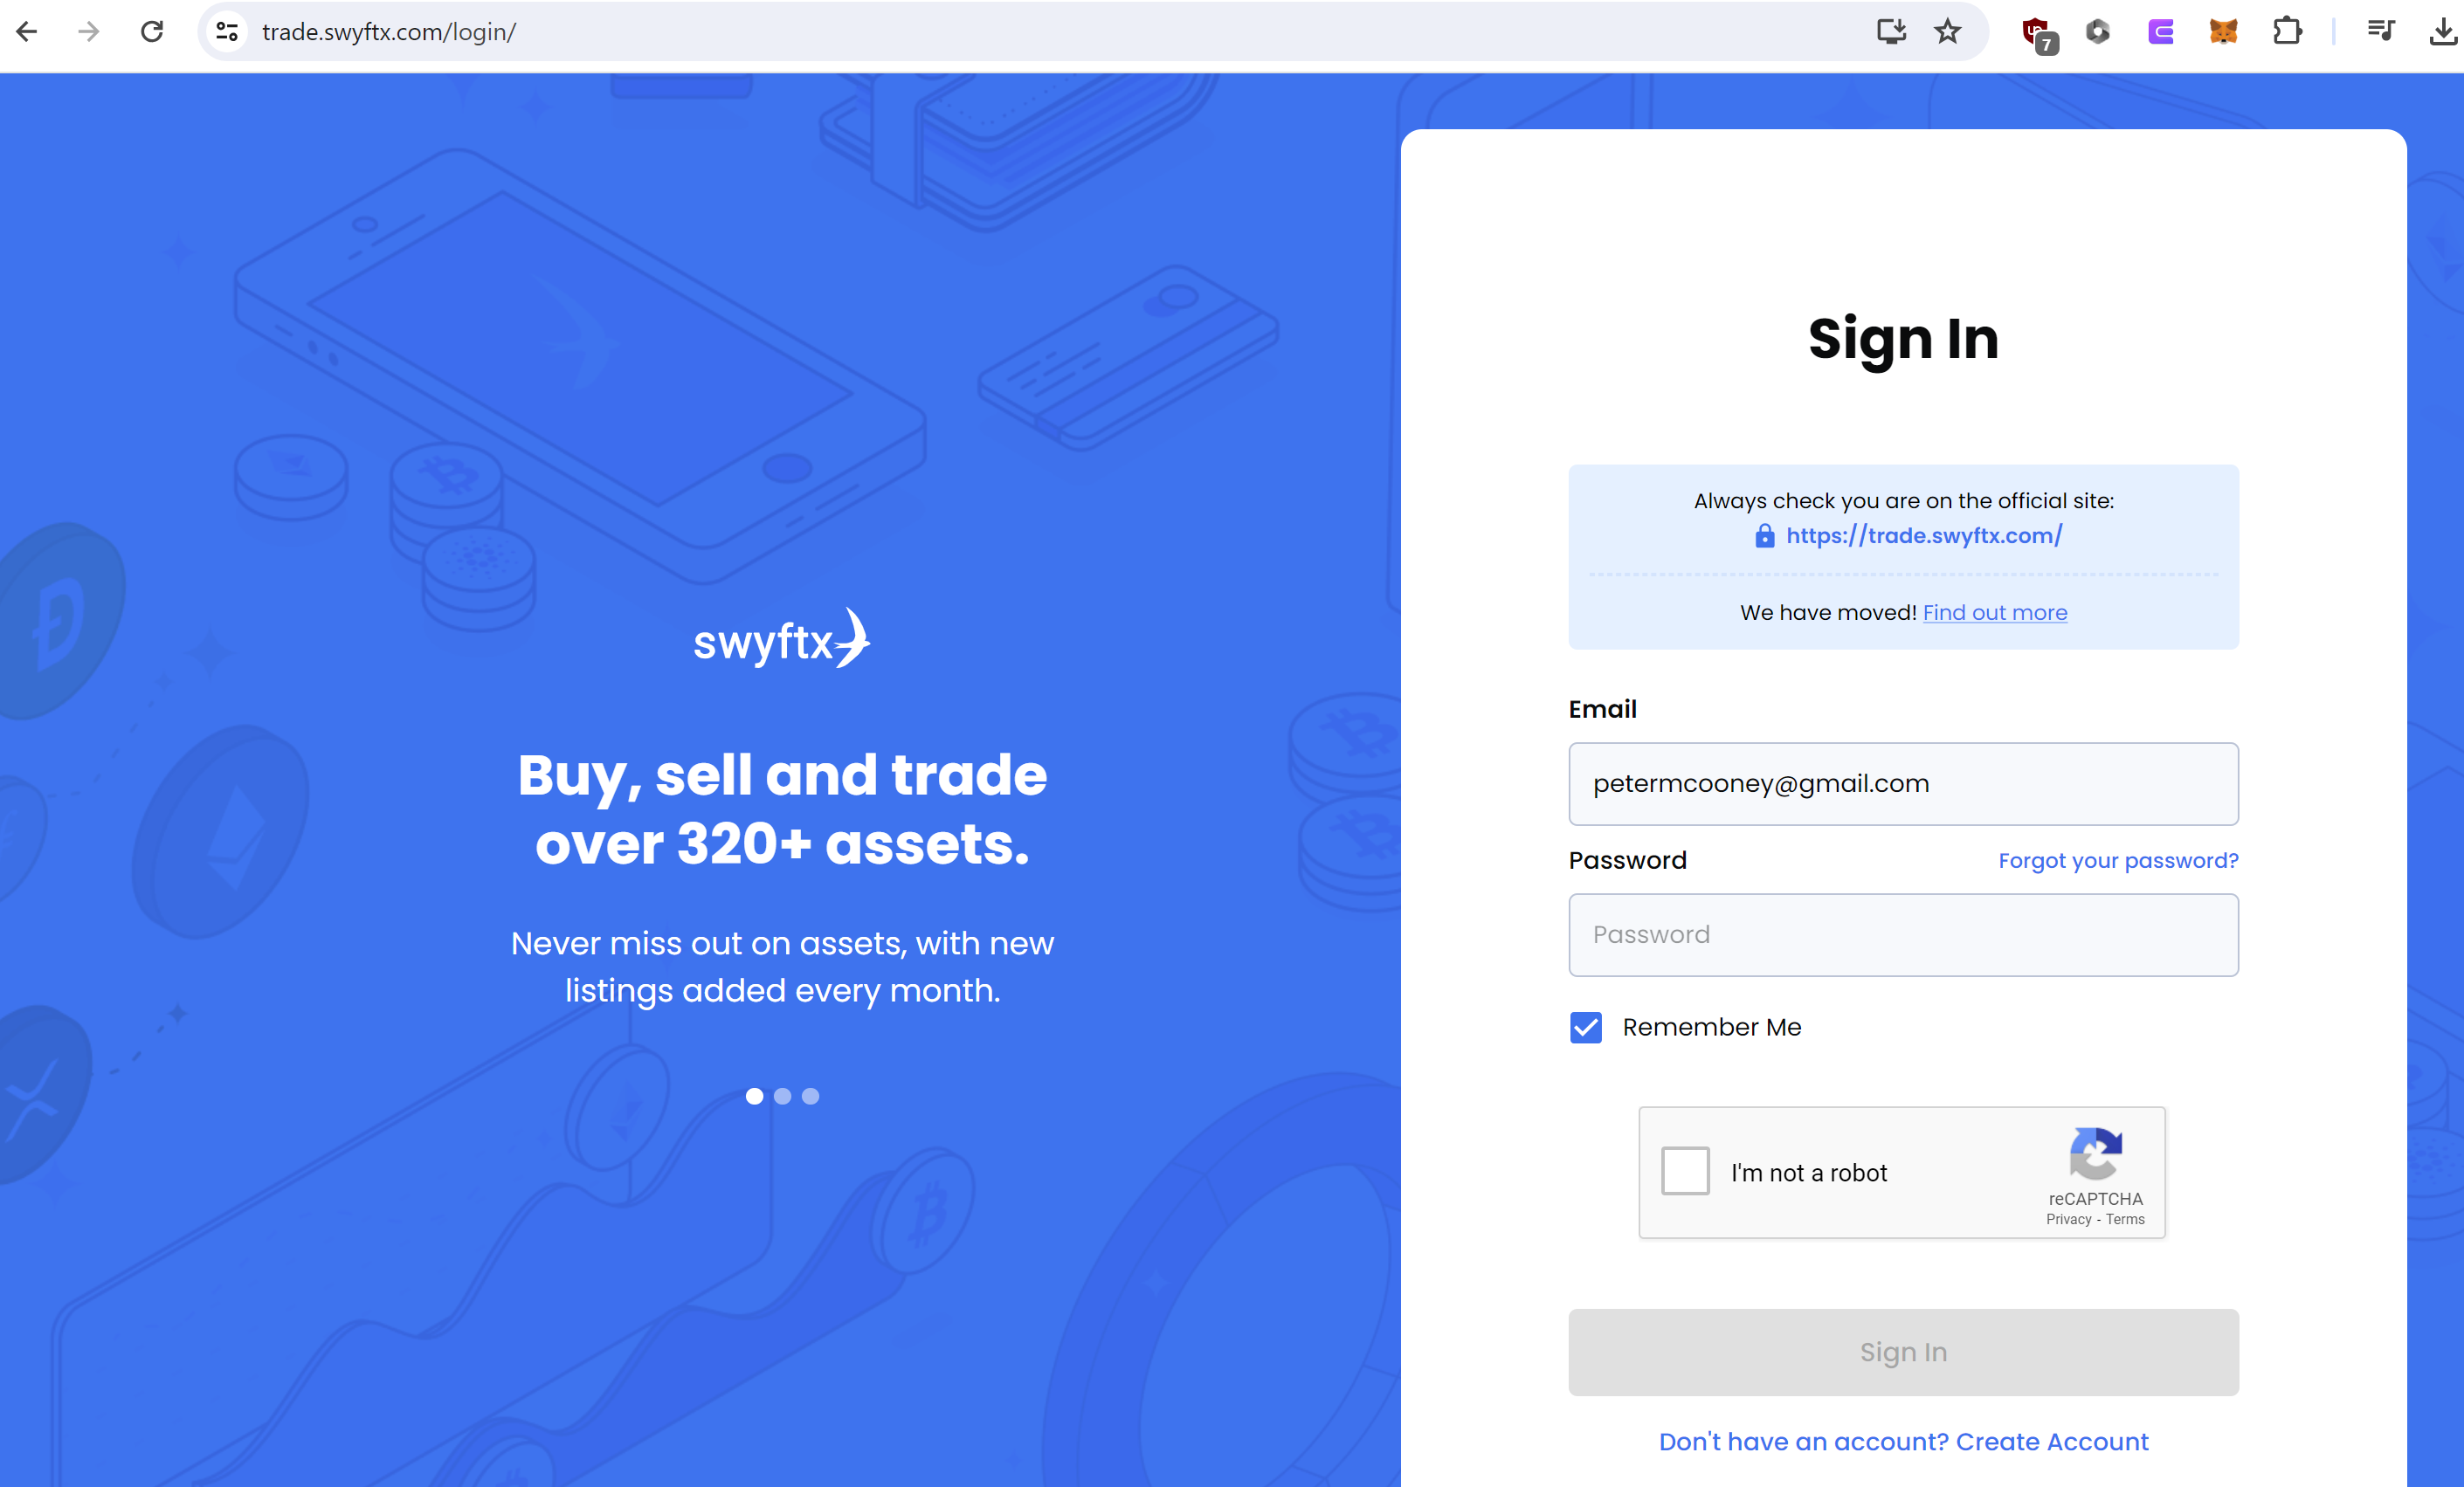 trade.swyftx.com/login/
7
swyftx
Buy, sell and trade
over 320+ assets.
Never miss out on assets, with new
listings added every month.
Sign In
Always check you are on the official site:
https://trade.swyftx.com/
We have moved! Find out more
Email
petermcooney@gmail.com
Password
Forgot your password?
Password
Remember Me
I'm not a robot
reCAPTCHA
Privacy - Terms
Sign In
Don't have an account? Create Account